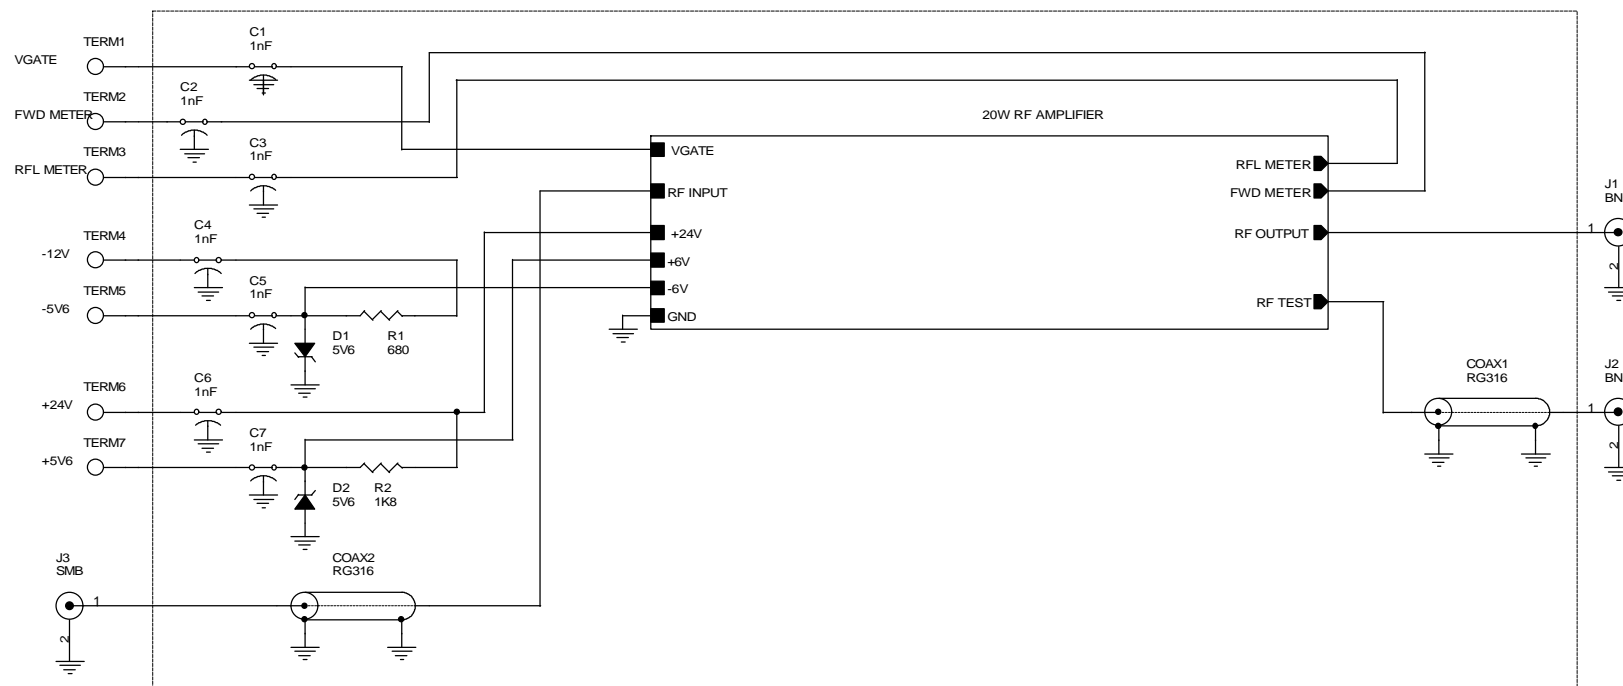 C1
1nF
TERM1
VGATE
C2
1nF
TERM2
FWD METER
C3
1nF
TERM3
RFL METER
20W RF AMPLIFIER
VGATE
RF INPUT
+24V
+6V
-6V
GND
RFL METER
FWD METER
RF OUTPUT
RF TEST
J1
BN
1
2
C4
1nF
TERM4
-12V
C5
1nF
TERM5
-5V6
D1
5V6
R1
680
C6
1nF
TERM6
+24V
C7
1nF
TERM7
+5V6
D2
5V6
R2
1K8
COAX1
RG316
J2
BN
1
2
J3
SMB
1
2
COAX2
RG316